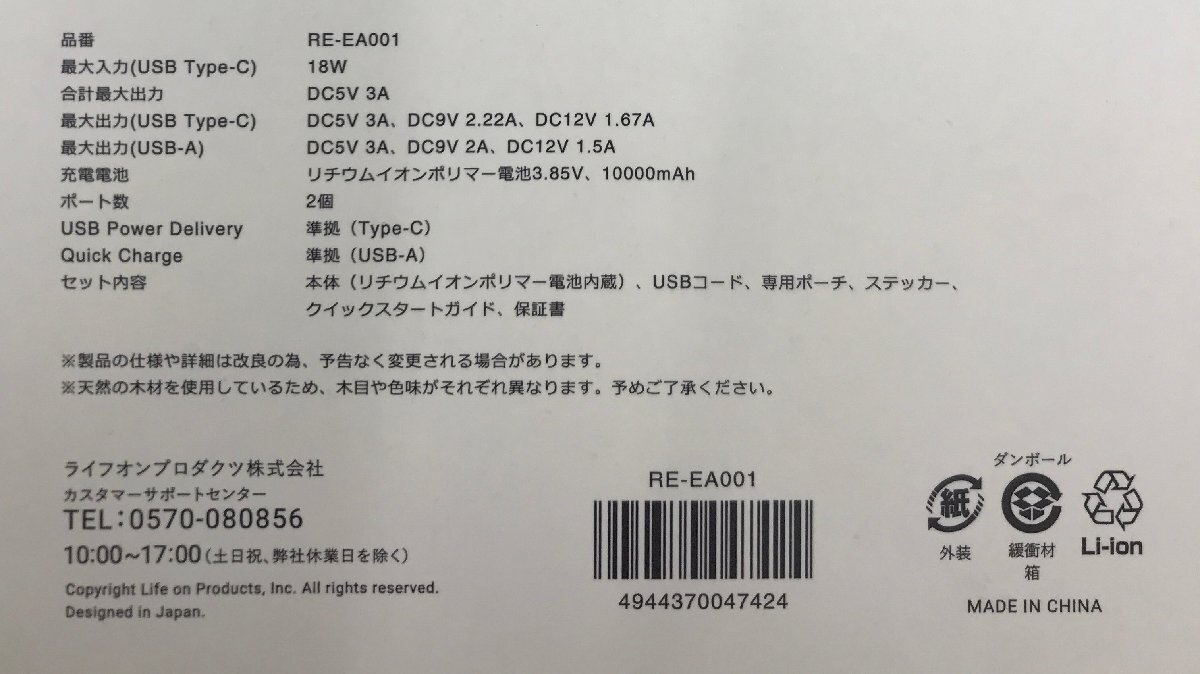 品番 RE-EA001
最大入力(USB Type-C) 18W
合計最大出力 DC5V 3A
最大出力(USB Type-C) DC5V 3A、DC9V 2.22A、DC12V 1.67A
最大出力(USB-A) DC5V 3A、DC9V 2A、DC12V 1.5A
充電電池 リチウムイオンポリマー電池3.85V、10000mAh
ポート数 2個
USB Power Delivery 準拠（Type-C）
Quick Charge 準拠（USB-A）
セット内容 本体（リチウムイオンポリマー電池内蔵）、USBコード、専用ポーチ、ステッカー、
クイックスタートガイド、保証書
※製品の仕様や詳細は改良の為、予告なく変更される場合があります。
※天然の木材を使用しているため、木目や色味がそれぞれ異なります。予めご了承ください。
ライフオンプロダクツ株式会社
カスタマーサポートセンター
TEL：0570-080856
10:00~17:00（土日祝、弊社休業日を除く）
Copyright Life on Products, Inc. All rights reserved.
Designed in Japan.
RE-EA001
4944370047424
ダンボール
紙
外装
緩衝材
箱
Li-ion
MADE IN CHINA